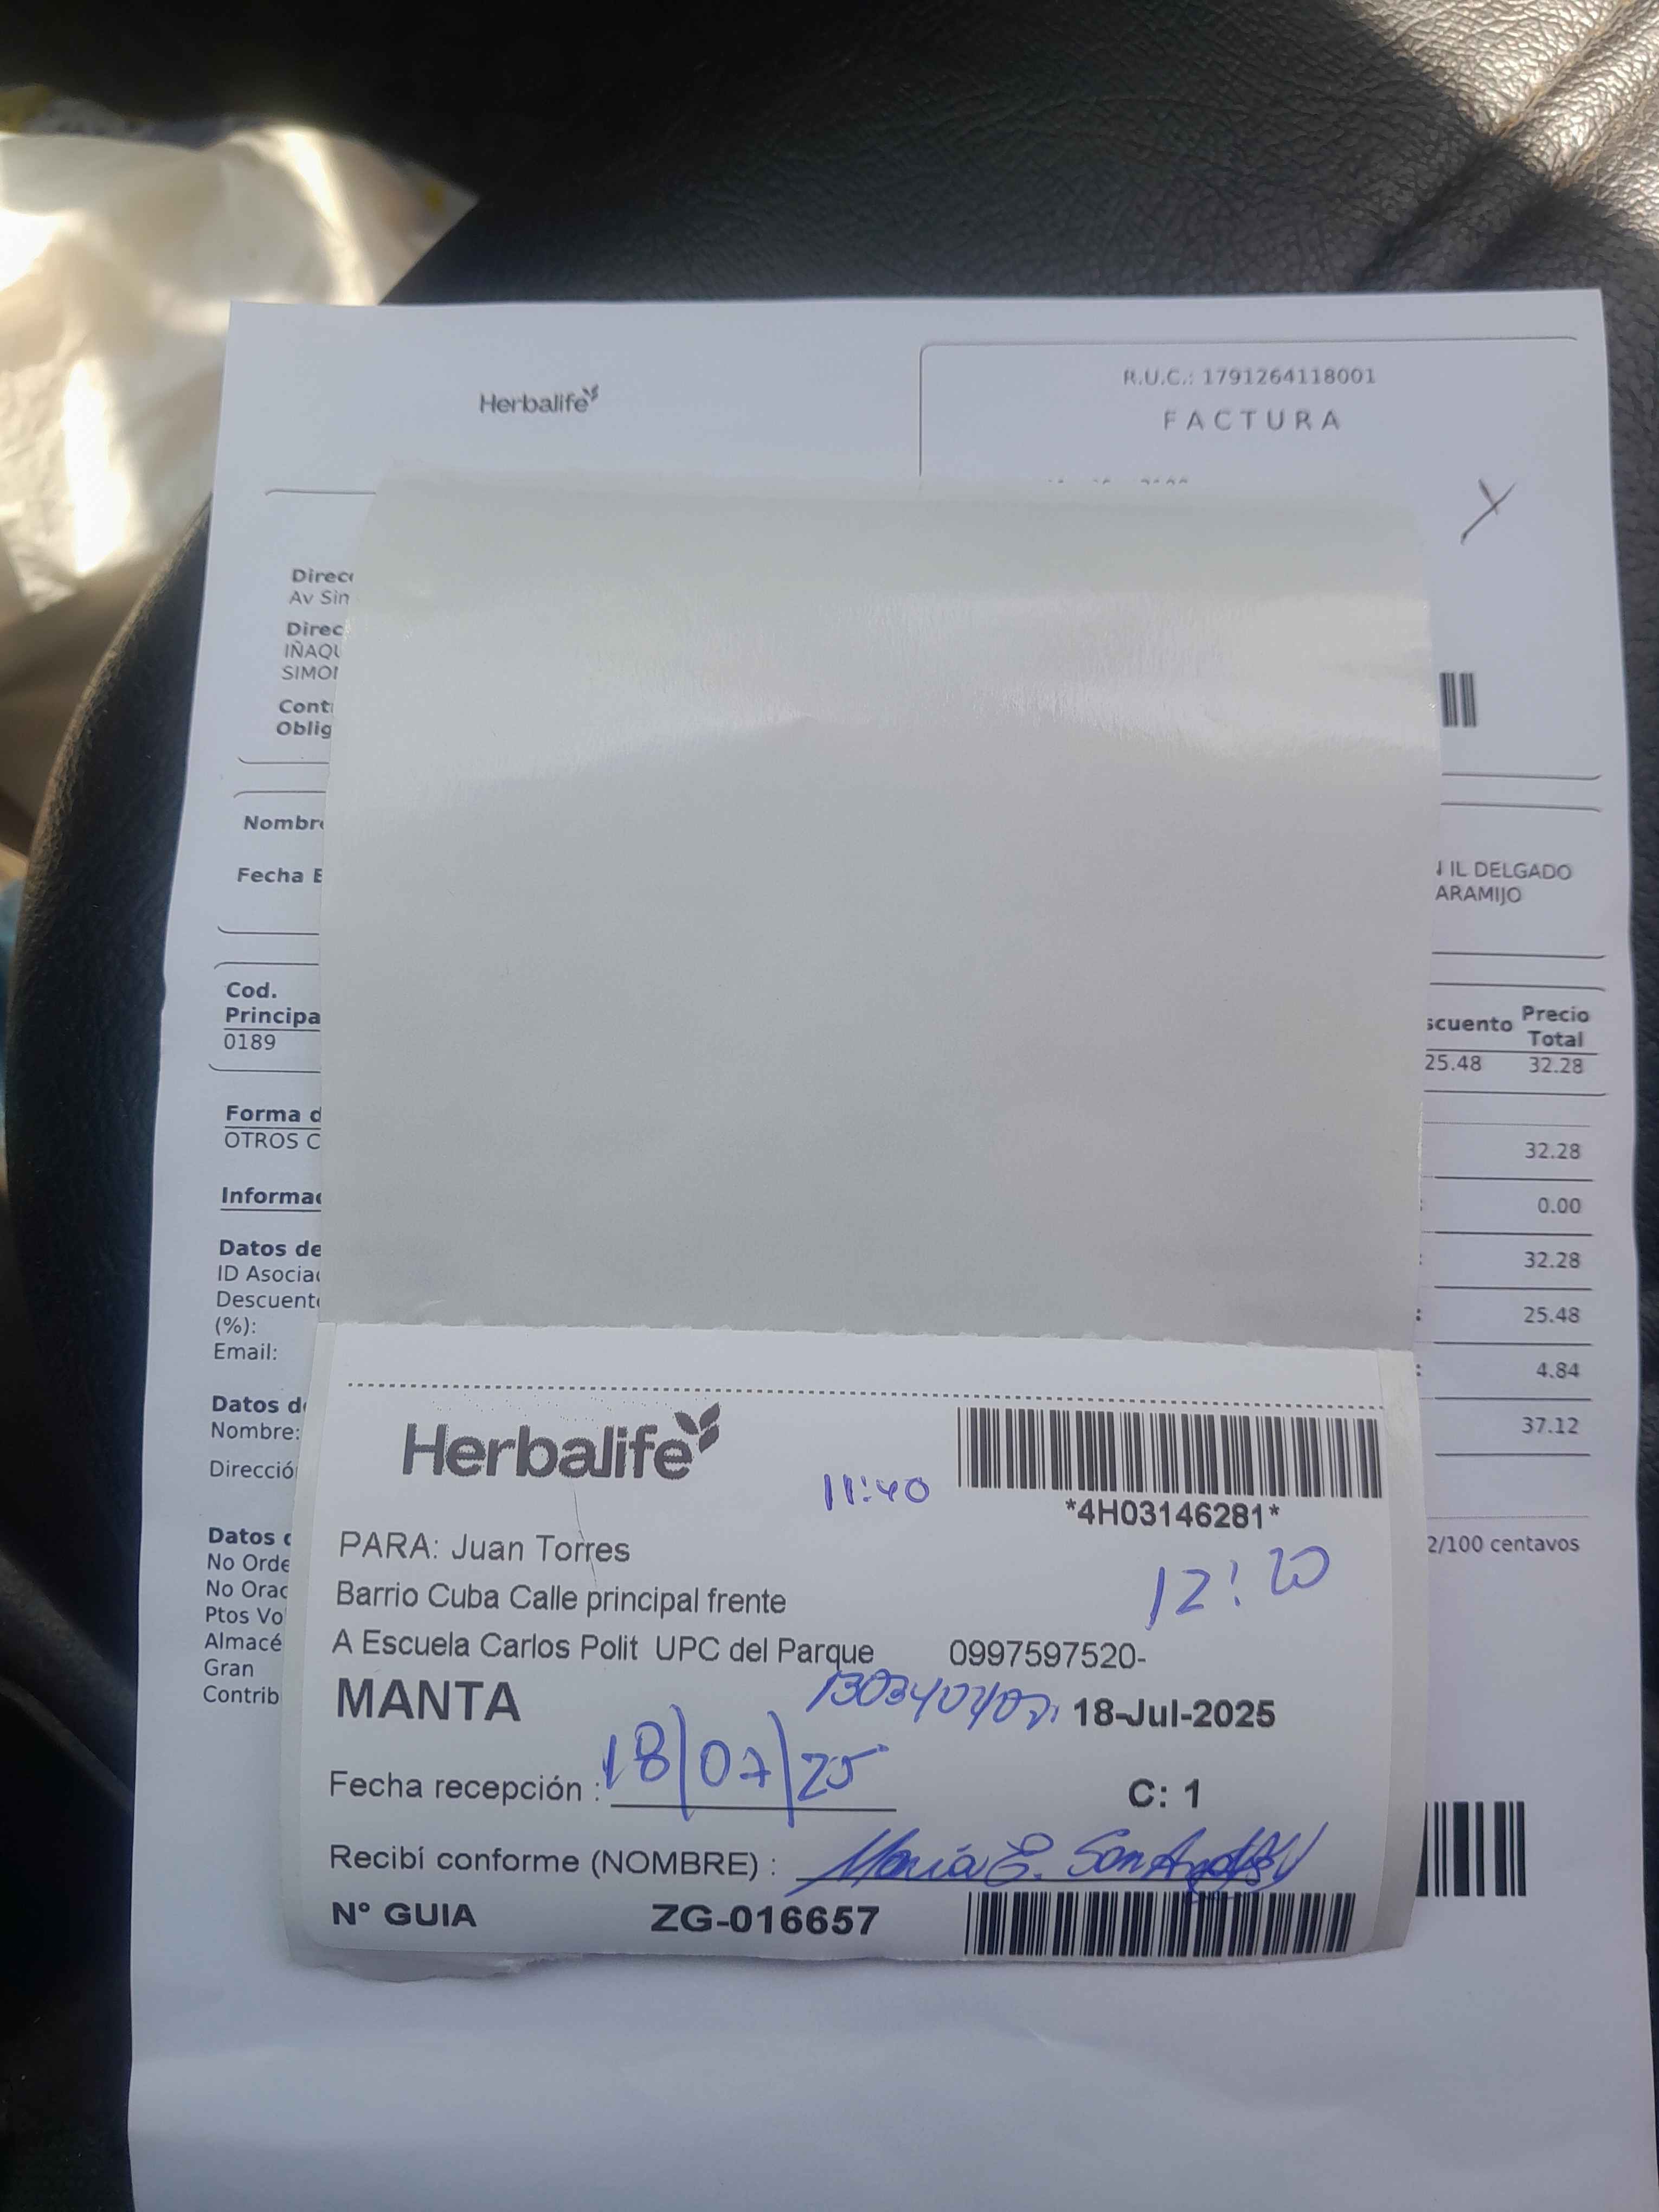 Herbalife
R.U.C.: 1791264118001
FACTURA
Direc
Av Sin
Direc
IÑAQU
SIMO
Cont
Oblig
Nombre
Fecha E
IL DELGADO
ARAMIJO
Cod.
Principa
0189
scuento Precio
Total
25.48 32.28
Forma d
OTROS C
32.28
0.00
32.28
25.48
4.84
37.12
Informa
Datos de
ID Asocia
Descuent
(%):
Email:
Datos d
Nombre:
Direcció
2/100 centavos
Datos
No Orde
No Orac
Ptos Vo
Almacé
Gran
Contrib
Herbalife
11:40
*4H03146281*
PARA: Juan Torres
12:20
Barrio Cuba Calle principal frente
A Escuela Carlos Polit UPC del Parque 0997597520-
MANTA 18-Jul-2025
Fecha recepción : 18/07/25
C: 1
Recibí conforme (NOMBRE) : María E.
N° GUIA ZG-016657